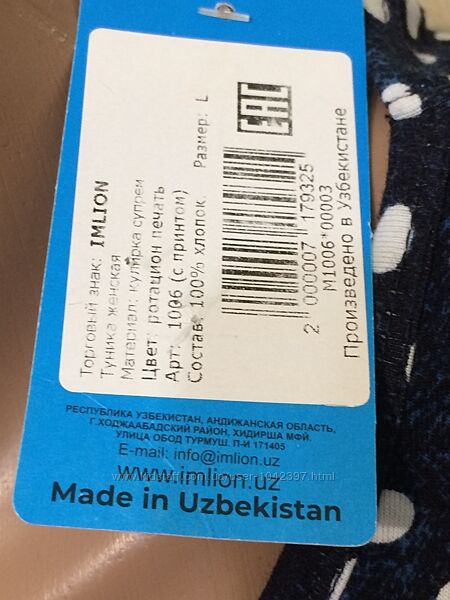 Торговый знак: IMLION
Туника женская
Материал: кулирка супрем
Цвет: ротацион печать
Арт: 1006 (с принтом)
Состав: 100% хлопок. Размер: L
EAC
2 000007 179325
M1006*00003
Произведено в Узбекистане
РЕСПУБЛИКА УЗБЕКИСТАН, АНДИЖАНСКАЯ ОБЛАСТЬ,
Г.ХОДЖААБАДСКИЙ РАЙОН, ХИДИРША МФЙ.
УЛИЦА ОБОД ТУРМУШ. П-И 171405
E-mail: info@imlion.uz
www.imlion.uz
Made in Uzbekistan